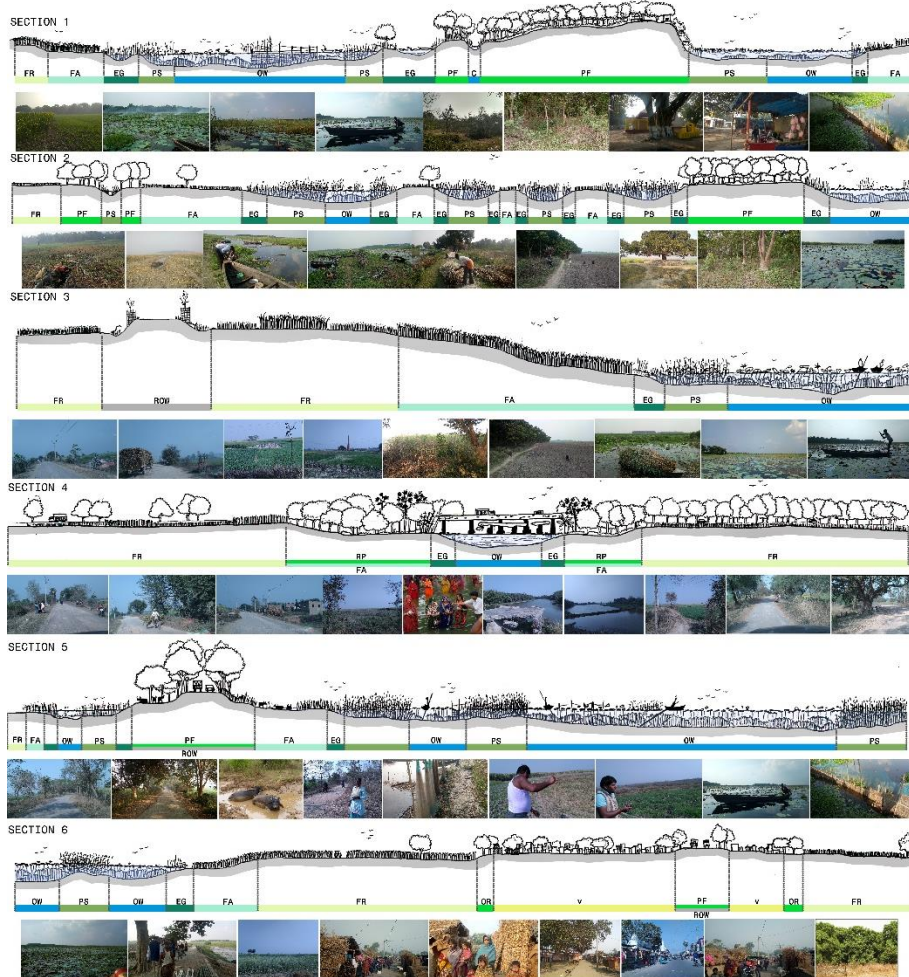 SECTION 1
FR FA EG PS OW PS EG PF C PF PS OW EG FA
SECTION 2
FR PF PS PF FA EG PS OW EG FA EG PS EG FA EG PS EG FA EG PS EG PF EG OW
SECTION 3
FR ROW FR FA EG PS OW
SECTION 4
FR RP EG OW EG RP FR
FA FA
SECTION 5
FR FA OW PS PF FA EG OW PS OW PS
ROW
SECTION 6
OW PS OW EG FA FR OR V PF V OR FR
ROW